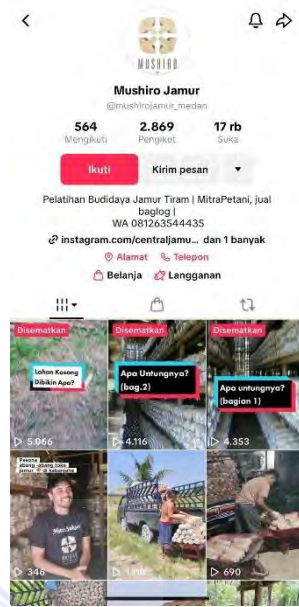 MUSHIRO
Mushiro Jamur
@mushirojamur_medan
564 2.869 17 rb
Mengikuti Pengikut Suka
Ikuti Kirim pesan
Pelatihan Budidaya Jamur Tiram | MitraPetani, jual
baglog |
WA 081263544435
instagram.com/centraljamu... dan 1 banyak
Alamat Telepon
Belanja Langganan
Disematkan Disematkan Disematkan
Lahan Kosong
Dibikin Apa?
Apa Untungnya?
(bag.2)
Apa untungnya?
(bagian 1)
5.066 4.116 4.353
346 690